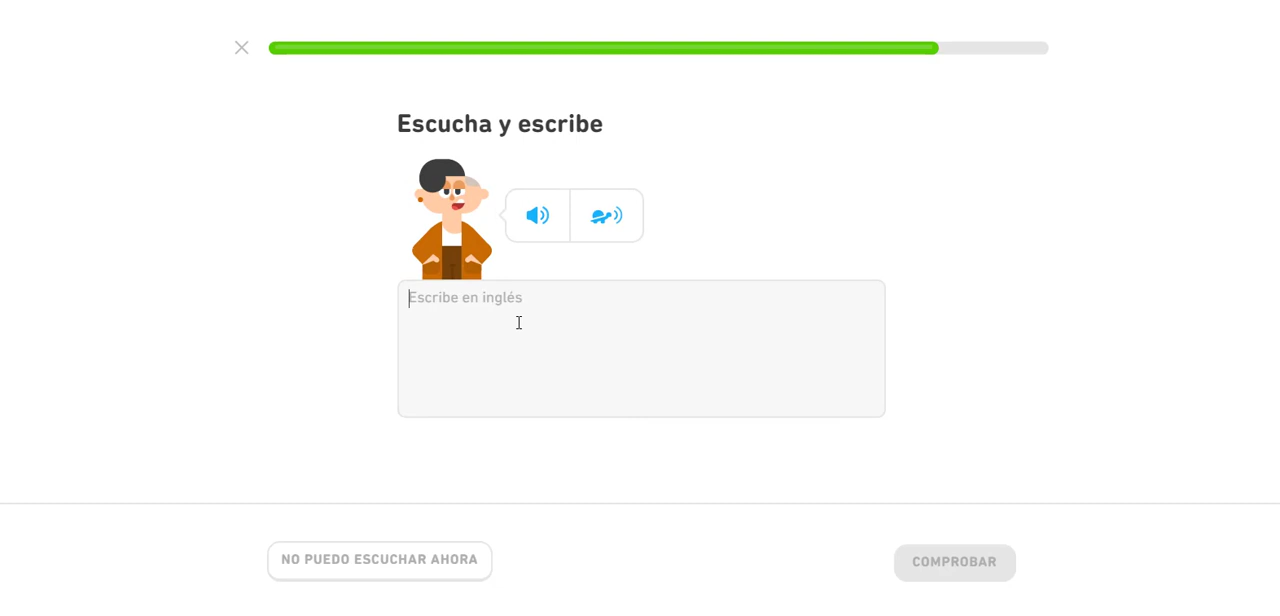 Escucha y escribe
Escribe en inglés
NO PUEDO ESCUCHAR AHORA
COMPROBAR